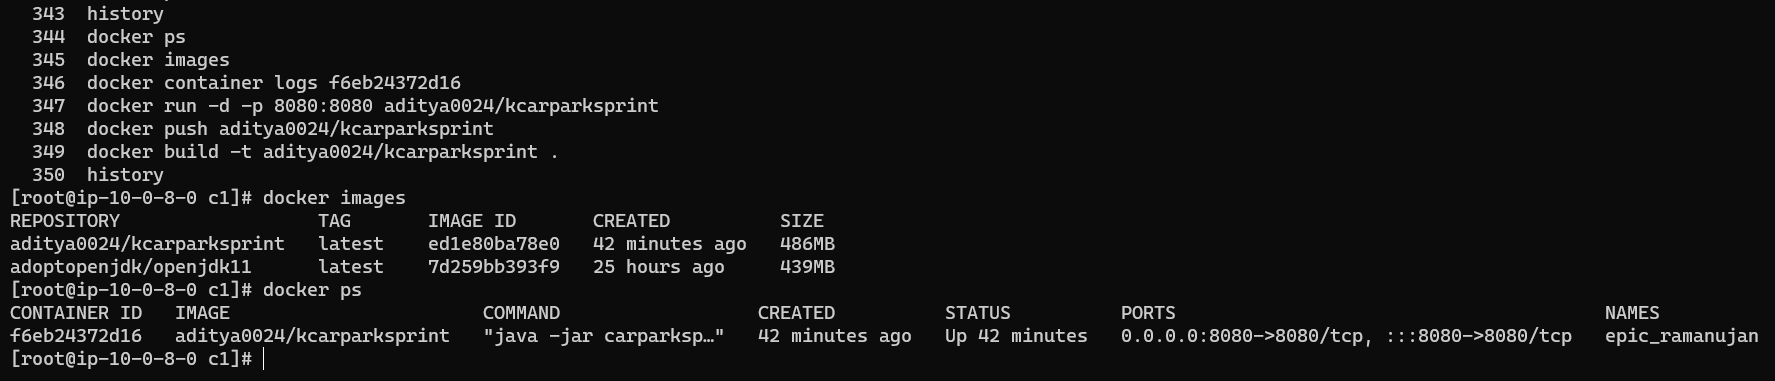 343  history
344  docker ps
345  docker images
346  docker container logs f6eb24372d16
347  docker run -d -p 8080:8080 aditya0024/kcarparksprint
348  docker push aditya0024/kcarparksprint
349  docker build -t aditya0024/kcarparksprint .
350  history
[root@ip-10-0-8-0 c1]# docker images
REPOSITORY                  TAG       IMAGE ID       CREATED          SIZE
aditya0024/kcarparksprint   latest    ed1e80ba78e0   42 minutes ago   486MB
adoptopenjdk/openjdk11      latest    7d259bb393f9   25 hours ago     439MB
[root@ip-10-0-8-0 c1]# docker ps
CONTAINER ID   IMAGE                       COMMAND                  CREATED          STATUS          PORTS                                       NAMES
f6eb24372d16   aditya0024/kcarparksprint   "java -jar carparksp…"   42 minutes ago   Up 42 minutes   0.0.0.0:8080->8080/tcp, :::8080->8080/tcp   epic_ramanujan
[root@ip-10-0-8-0 c1]#